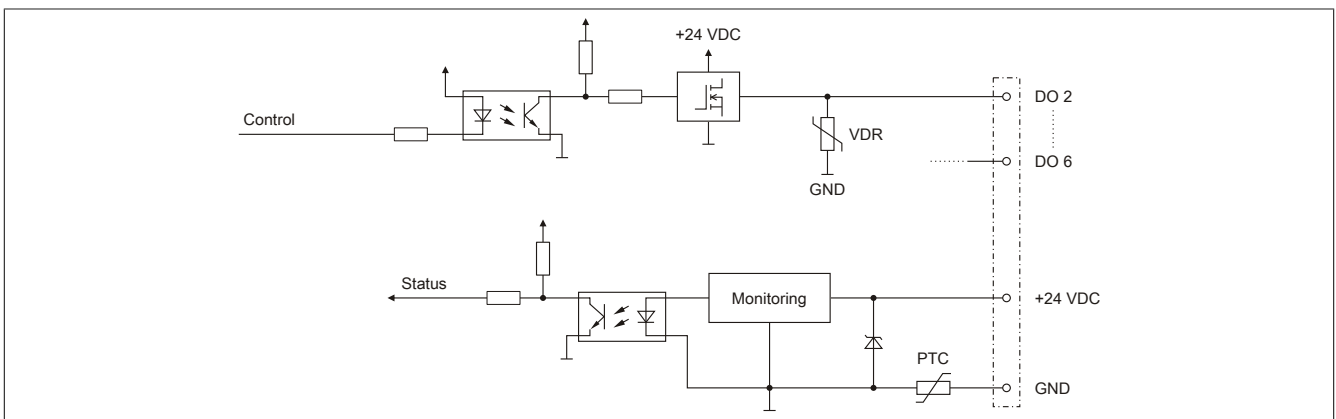 +24 VDC
DO 2
Control
VDR
DO 6
GND
Status
Monitoring
+24 VDC
PTC
GND